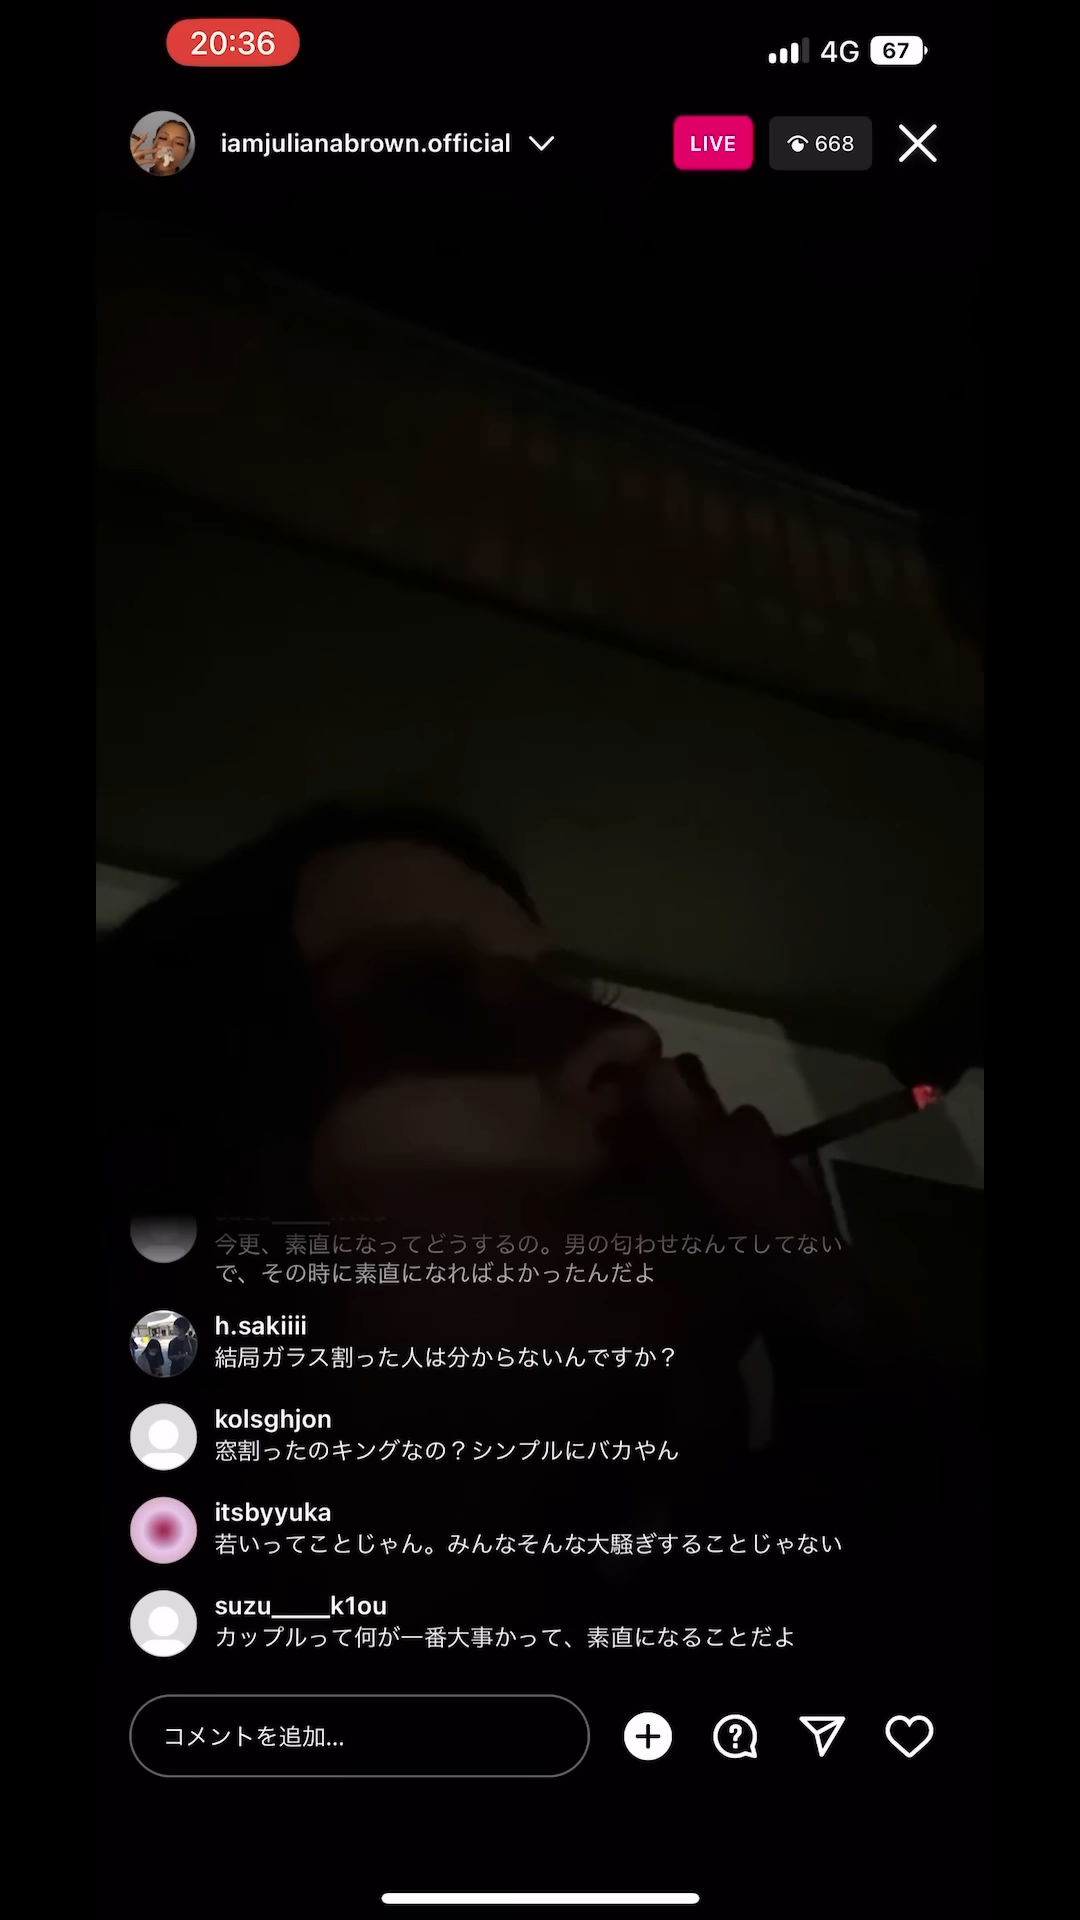 20:36
4G
67
iamjulianabrown.official
LIVE
668
今更、素直になってどうするの。男の匂わせなんてしてない
で、その時に素直になればよかったんだよ
h.sakiiii
結局ガラス割った人は分からないんですか？
kolsghjon
窓割ったのキングなの？シンプルにバカやん
itsbyyuka
若いってことじゃん。みんなそんな大騒ぎすることじゃない
suzu_____k1ou
カップルって何が一番大事かって、素直になることだよ
コメントを追加...